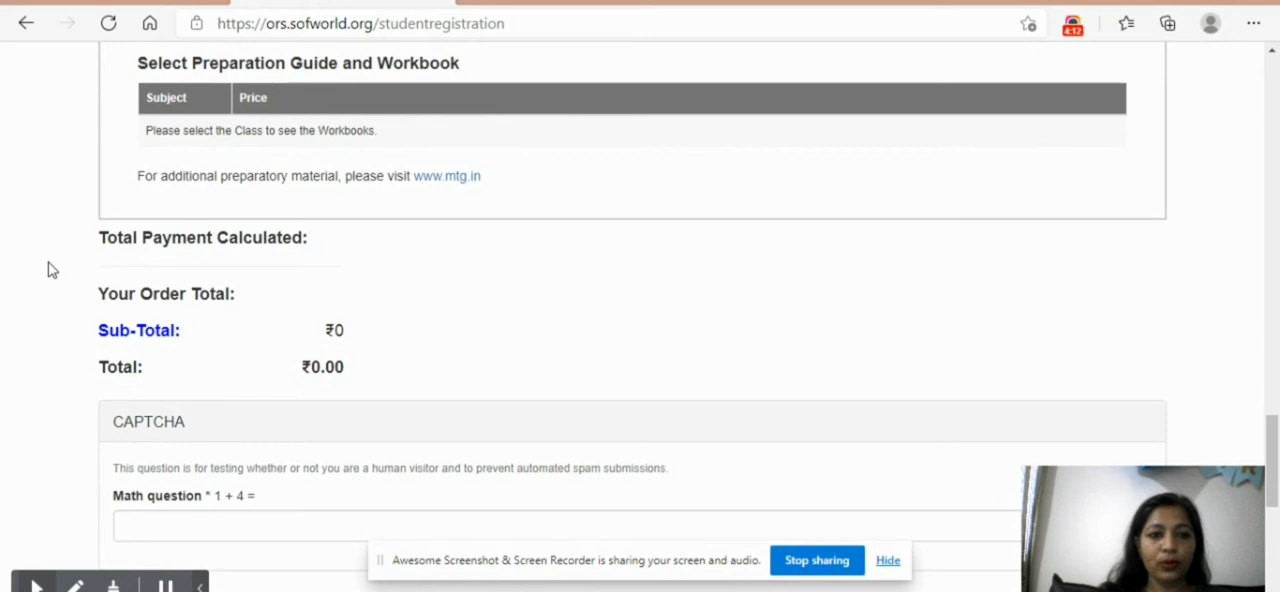 https://ors.sofworld.org/studentregistration
4:12
Select Preparation Guide and Workbook
Subject Price
Please select the Class to see the Workbooks.
For additional preparatory material, please visit www.mtg.in
Total Payment Calculated:
Your Order Total:
Sub-Total: ₹0
Total: ₹0.00
CAPTCHA
This question is for testing whether or not you are a human visitor and to prevent automated spam submissions.
Math question * 1 + 4 =
Awesome Screenshot & Screen Recorder is sharing your screen and audio. Stop sharing Hide